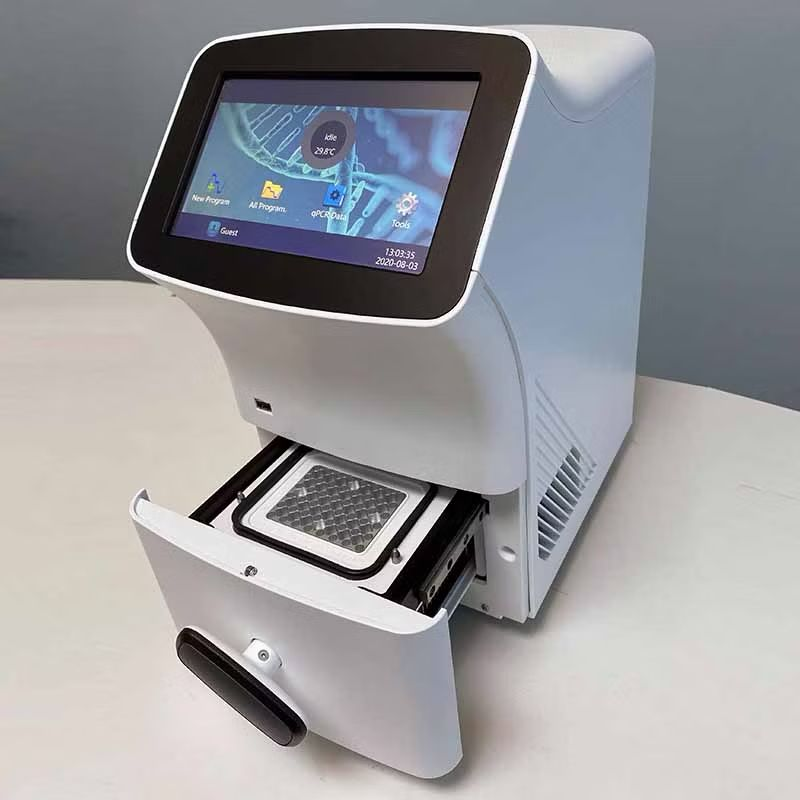 Idle
29.8°C
New Program
All Program.
qPCR Data
Tools
Guest
13:03:35
2020-08-03